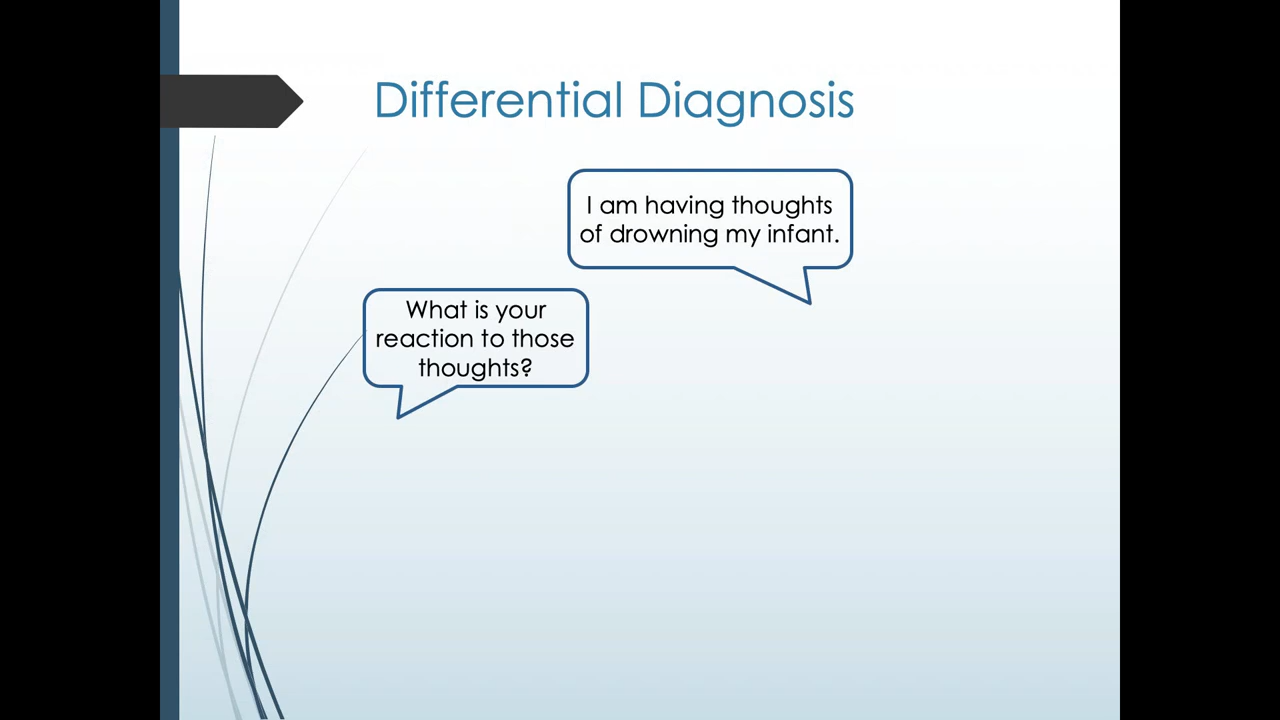 Differential Diagnosis
I am having thoughts
of drowning my infant.
What is your
reaction to those
thoughts?